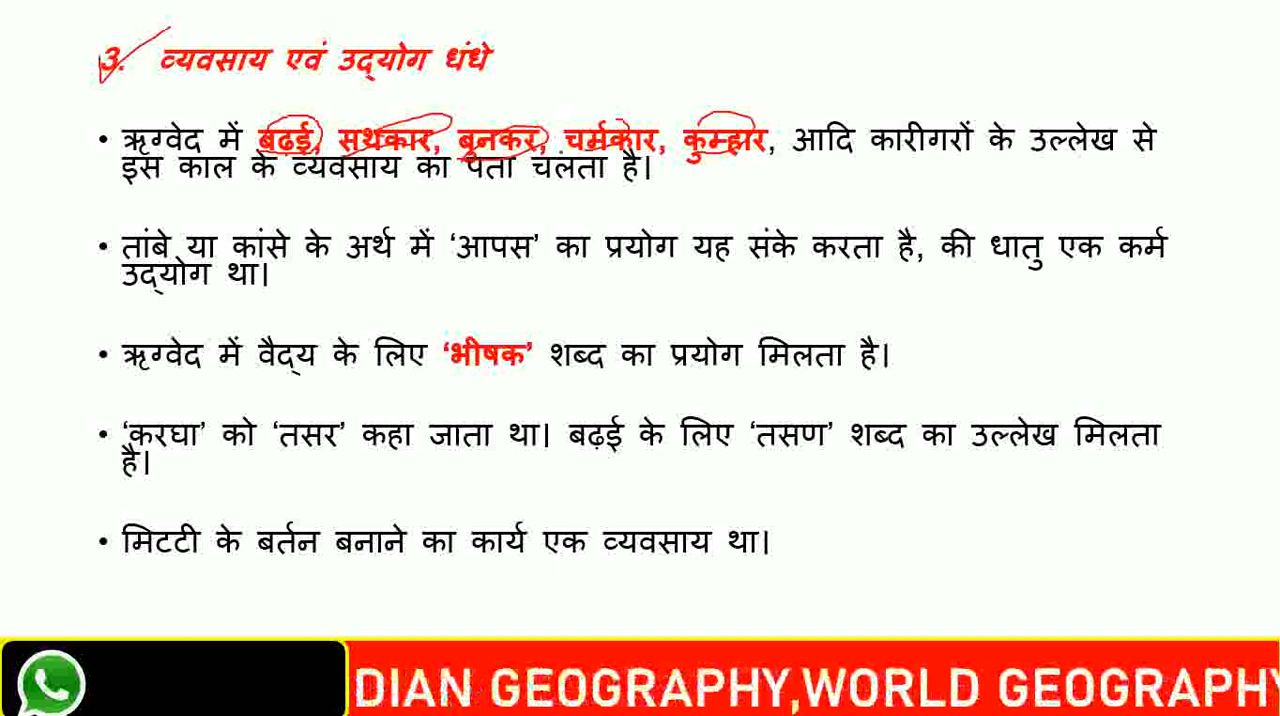 3. व्यवसाय एवं उद्योग धंधे
• ऋग्वेद में बढ़ई, सथकार, बुनकर, चर्मकार, कुम्हार, आदि कारीगरों के उल्लेख से
इस काल के व्यवसाय का पता चलता है।
• तांबे या कांसे के अर्थ में ‘आपस’ का प्रयोग यह संके करता है, की धातु एक कर्म
उद्योग था।
• ऋग्वेद में वैद्य के लिए ‘भीषक’ शब्द का प्रयोग मिलता है।
• ‘करघा’ को ‘तसर’ कहा जाता था। बढ़ई के लिए ‘तसण’ शब्द का उल्लेख मिलता
है।
• मिटटी के बर्तन बनाने का कार्य एक व्यवसाय था।
DIAN GEOGRAPHY,WORLD GEOGRAPHY